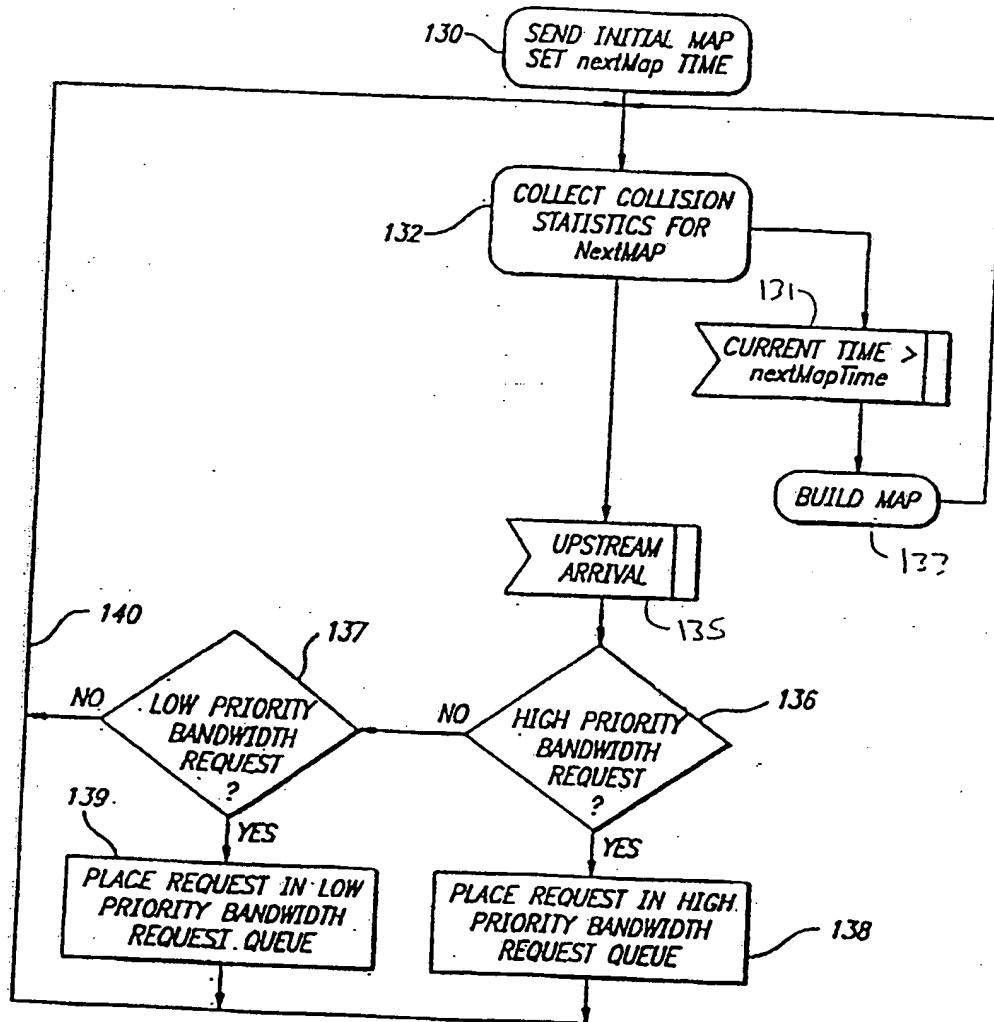 130
SEND INITIAL MAP
SET nextMap TIME
132
COLLECT COLLISION
STATISTICS FOR
NextMAP
131
CURRENT TIME >
nextMapTime
BUILD MAP
133
UPSTREAM
ARRIVAL
135
140
137
NO
LOW PRIORITY
BANDWIDTH
REQUEST
?
NO
136
HIGH PRIORITY
BANDWIDTH
REQUEST
?
139
YES
YES
PLACE REQUEST IN LOW
PRIORITY BANDWIDTH
REQUEST QUEUE
PLACE REQUEST IN HIGH
PRIORITY BANDWIDTH
REQUEST QUEUE
138